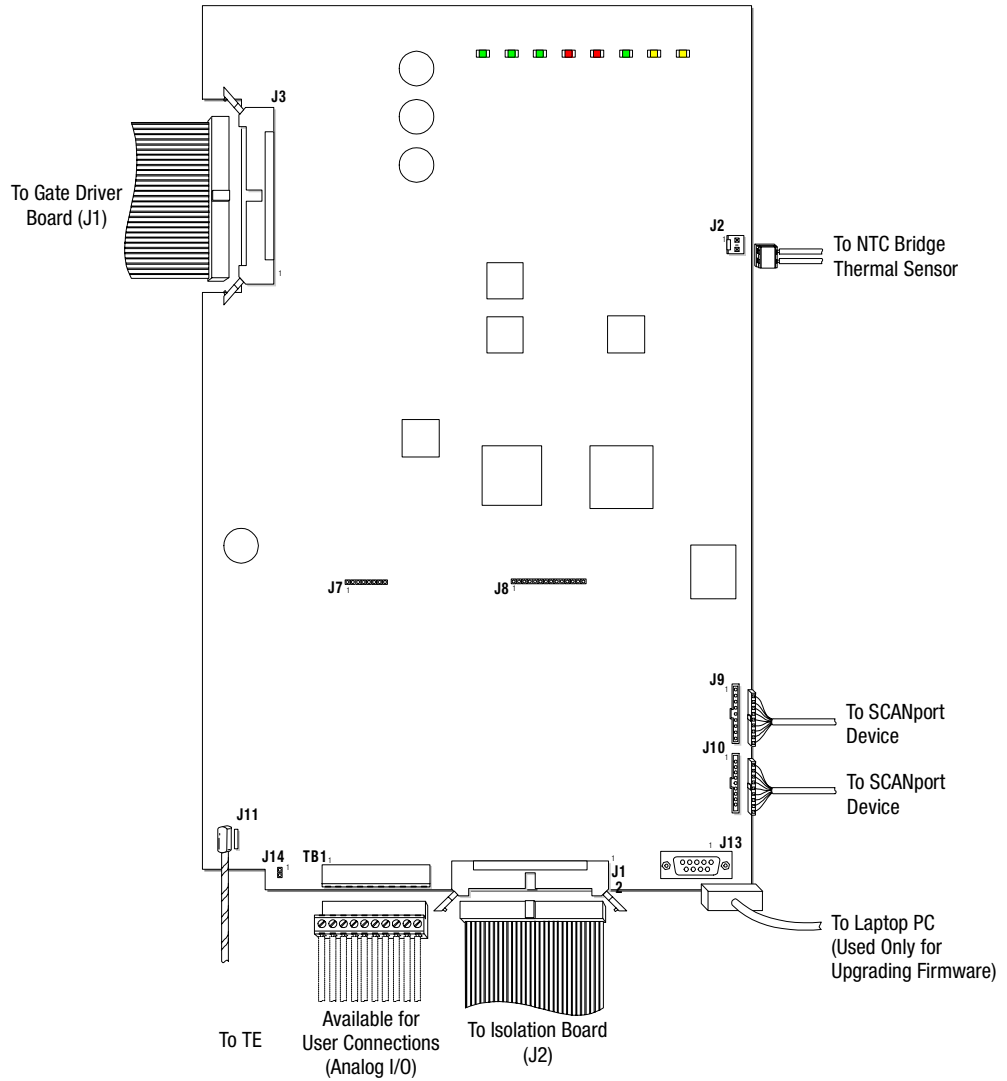 J3
To Gate Driver
Board (J1)
1
J2
1
To NTC Bridge
Thermal Sensor
J7
1
J8
1
J9
1
To SCANport
Device
J10
1
To SCANport
Device
J11
J14
1
TB1
1
1
J1
2
1
J13
To Laptop PC
(Used Only for
Upgrading Firmware)
To TE
Available for
User Connections
(Analog I/O)
To Isolation Board
(J2)